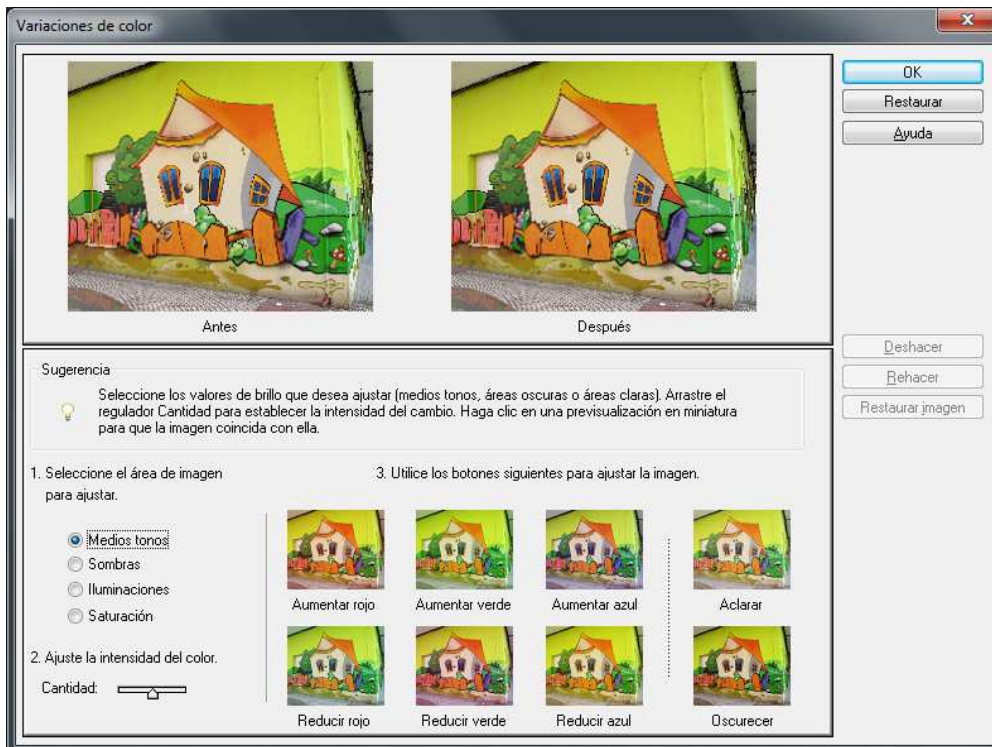 Variaciones de color
OK
Restaurar
Ayuda
Antes
Después
Deshacer
Rehacer
Restaurar imagen
Sugerencia
Seleccione los valores de brillo que desea ajustar (medios tonos, áreas oscuras o áreas claras). Arrastre el
regulador Cantidad para establecer la intensidad del cambio. Haga clic en una previsualización en miniatura
para que la imagen coincida con ella.
1. Seleccione el área de imagen
para ajustar.
Medios tonos
Sombras
Iluminaciones
Saturación
2. Ajuste la intensidad del color.
Cantidad:
3. Utilice los botones siguientes para ajustar la imagen.
Aumentar rojo
Aumentar verde
Aumentar azul
Aclarar
Reducir rojo
Reducir verde
Reducir azul
Oscurecer